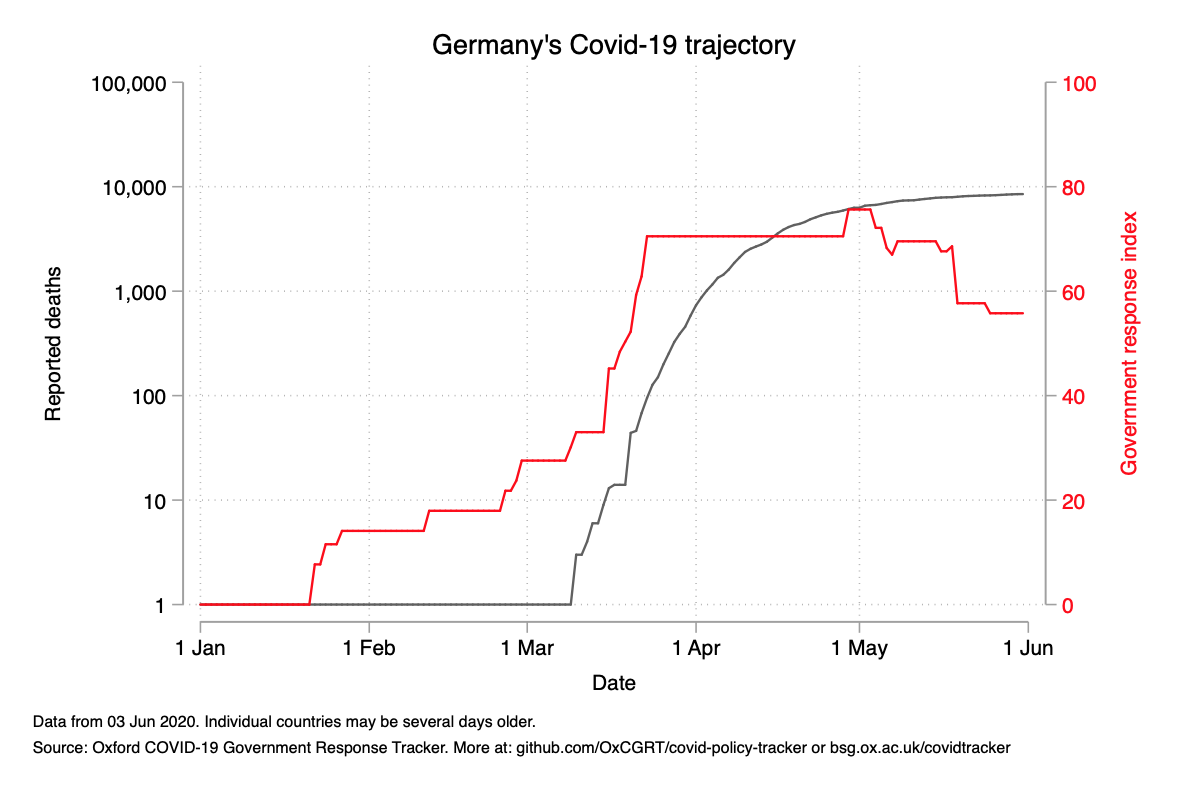 Germany's Covid-19 trajectory
100,000
10,000
1,000
100
10
1
Reported deaths
100
80
60
40
20
0
Government response index
1 Jan
1 Feb
1 Mar
1 Apr
1 May
1 Jun
Date
Data from 03 Jun 2020. Individual countries may be several days older.
Source: Oxford COVID-19 Government Response Tracker. More at: github.com/OxCGRT/covid-policy-tracker or bsg.ox.ac.uk/covidtracker